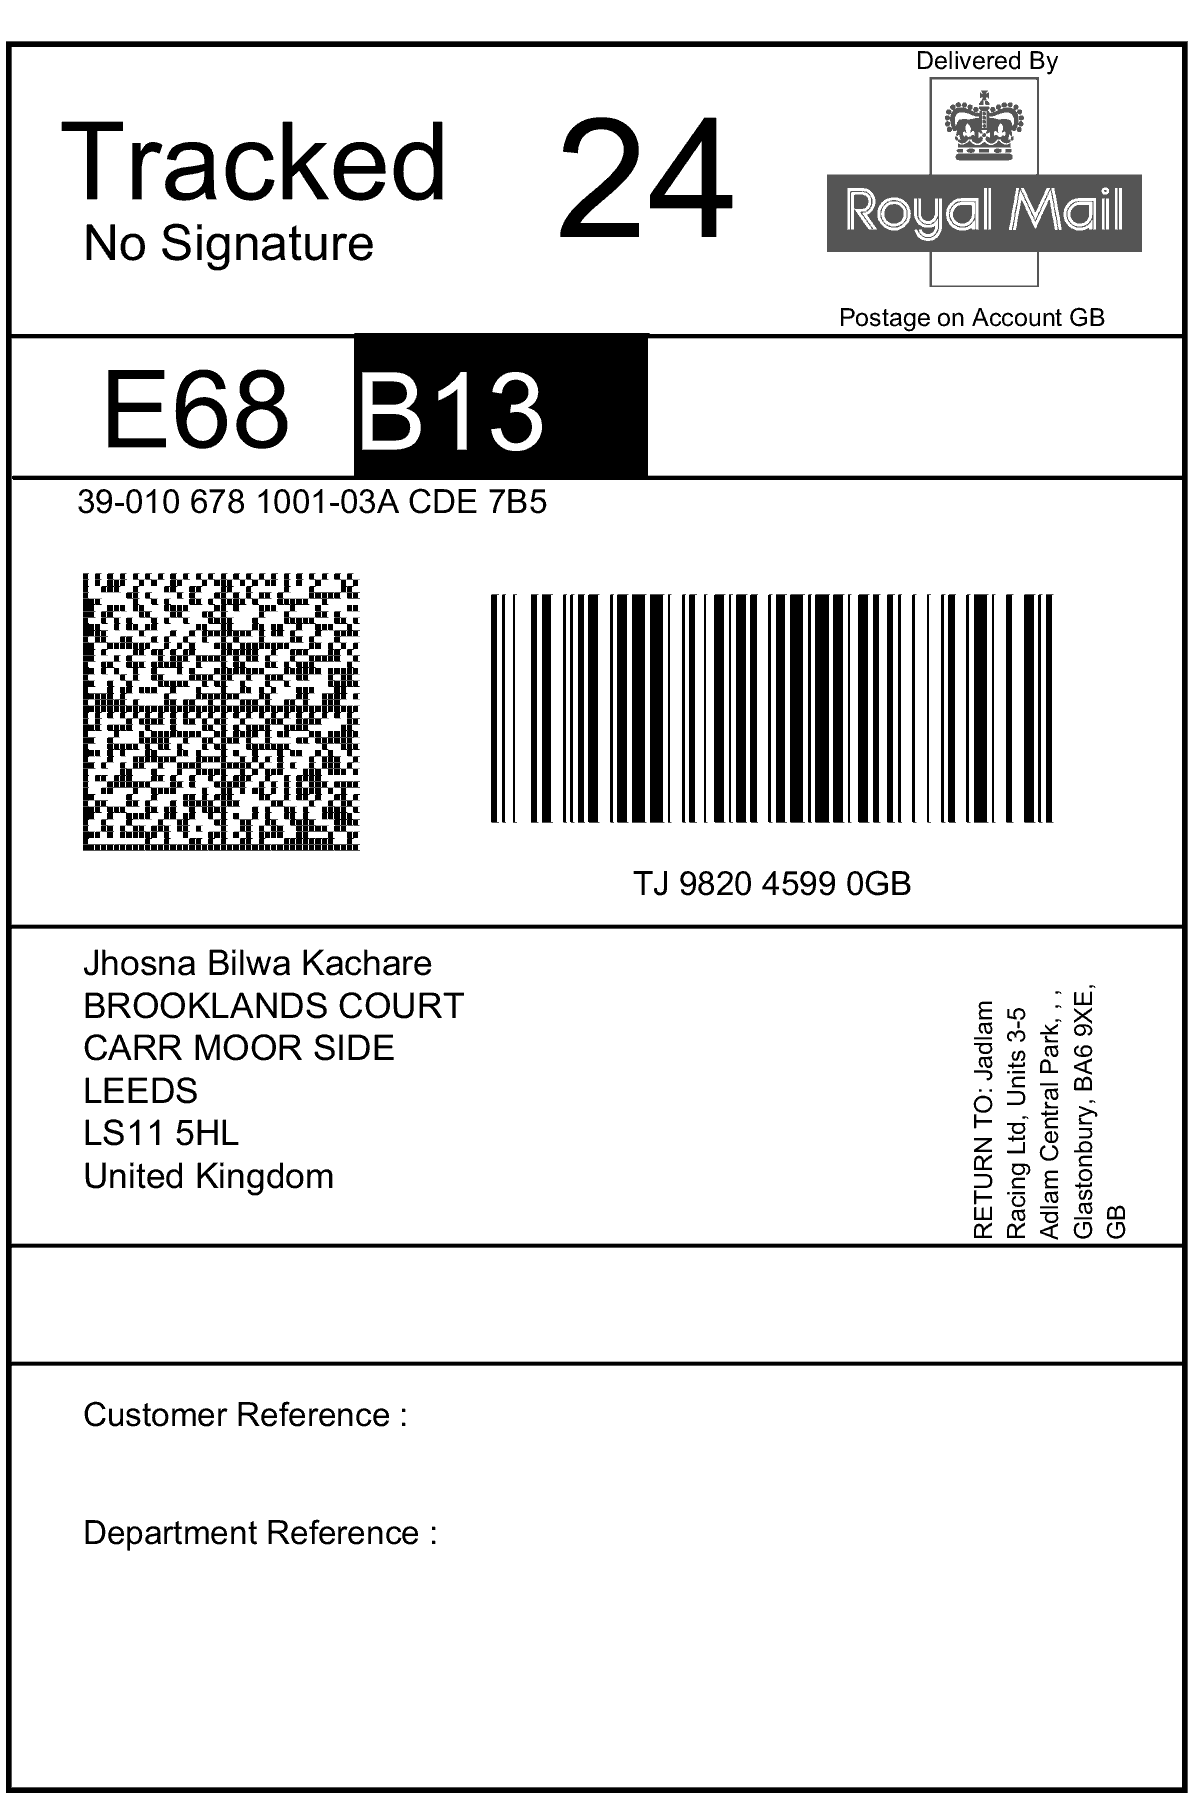 Delivered By
Tracked 24
No Signature
Royal Mail
Postage on Account GB
E68 B13
39-010 678 1001-03A CDE 7B5
TJ 9820 4599 0GB
Jhosna Bilwa Kachare
BROOKLANDS COURT
CARR MOOR SIDE
LEEDS
LS11 5HL
United Kingdom
RETURN TO: Jadlam
Racing Ltd, Units 3-5
Adlam Central Park, , ,
Glastonbury, BA6 9XE,
GB
Customer Reference :
Department Reference :